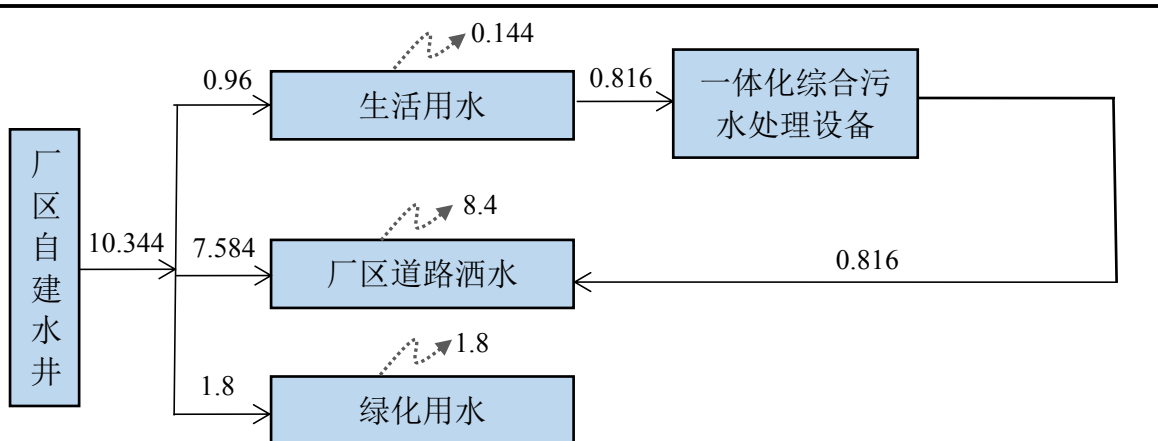 0.144
0.96
生活用水
0.816
一体化综合污
水处理设备
厂区自建水井
10.344
8.4
7.584
厂区道路洒水
0.816
1.8
1.8
绿化用水